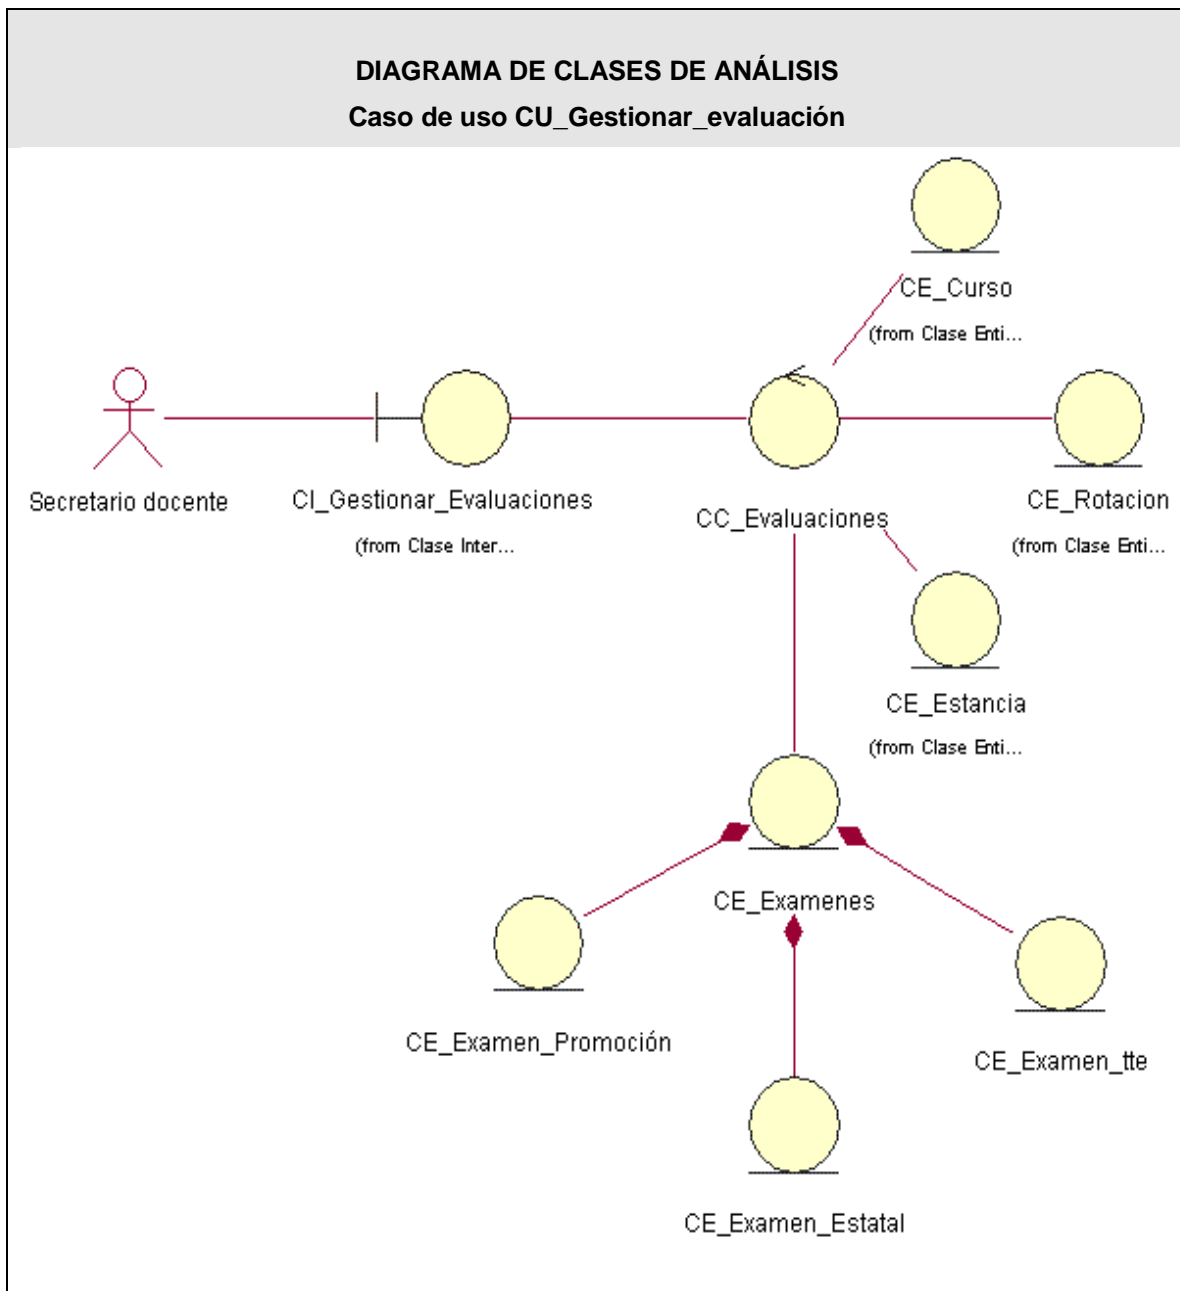 DIAGRAMA DE CLASES DE ANÁLISIS
Caso de uso CU_Gestionar_evaluación
CE_Curso
(from Clase Enti...
Secretario docente
CI_Gestionar_Evaluaciones
(from Clase Inter...
CC_Evaluaciones
CE_Rotacion
(from Clase Enti...
CE_Estancia
(from Clase Enti...
CE_Examenes
CE_Examen_Promoción
CE_Examen_tte
CE_Examen_Estatal